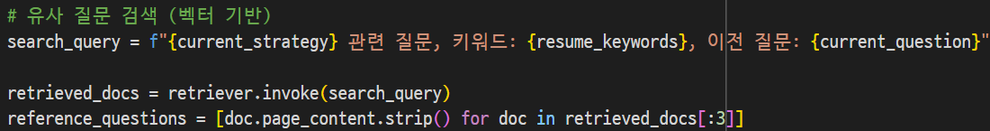 # 유사 질문 검색 (벡터 기반)
search_query = f"{current_strategy} 관련 질문, 키워드: {resume_keywords}, 이전 질문: {current_question}"
retrieved_docs = retriever.invoke(search_query)
reference_questions = [doc.page_content.strip() for doc in retrieved_docs[:3]]